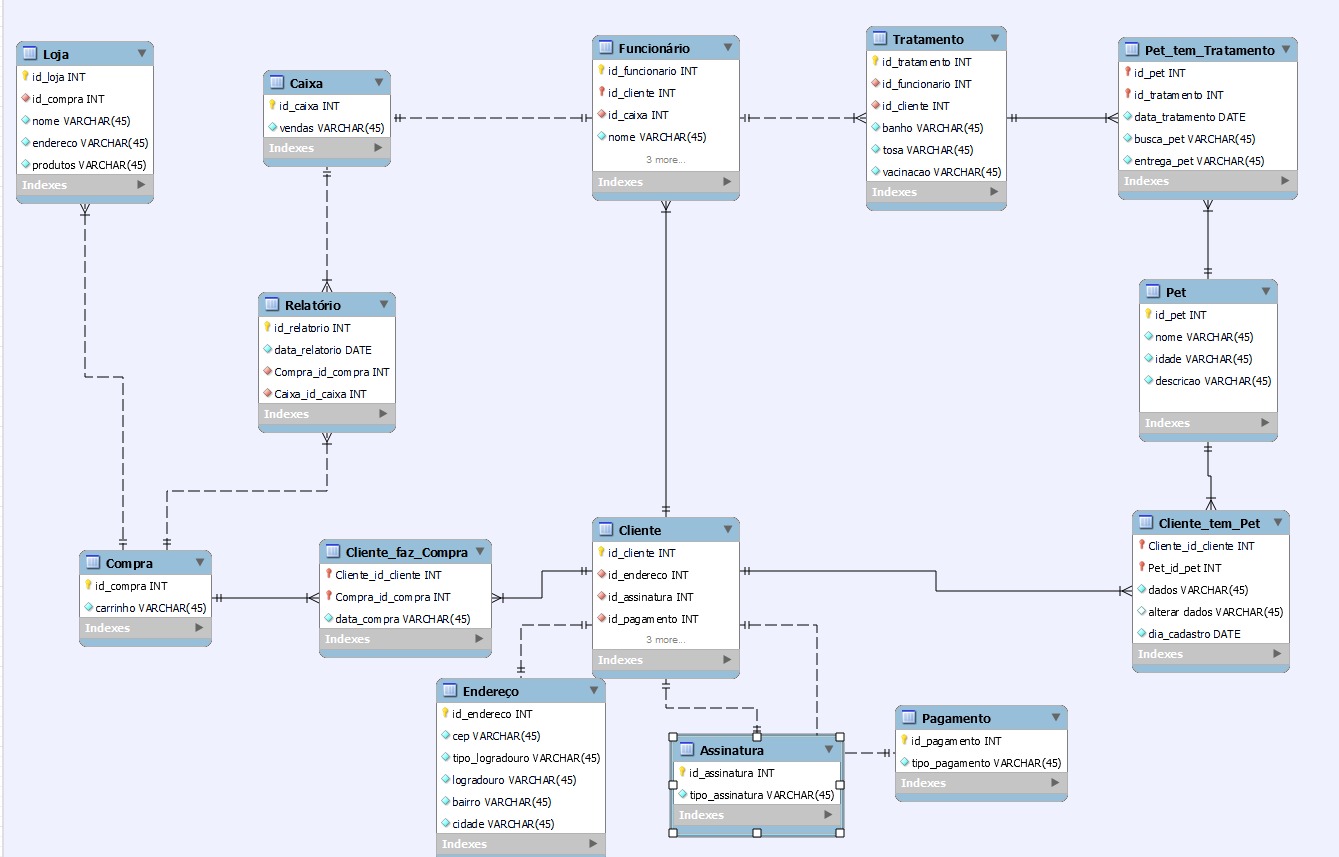 Loja
id_loja INT
id_compra INT
nome VARCHAR(45)
endereco VARCHAR(45)
produtos VARCHAR(45)
Indexes
Caixa
id_caixa INT
vendas VARCHAR(45)
Indexes
Funcionário
id_funcionario INT
id_cliente INT
id_caixa INT
nome VARCHAR(45)
3 more...
Indexes
Tratamento
id_tratamento INT
id_funcionario INT
id_cliente INT
banho VARCHAR(45)
tosa VARCHAR(45)
vacinacao VARCHAR(45)
Indexes
Pet_tem_Tratamento
id_pet INT
id_tratamento INT
data_tratamento DATE
busca_pet VARCHAR(45)
entrega_pet VARCHAR(45)
Indexes
Relatório
id_relatorio INT
data_relatorio DATE
Compra_id_compra INT
Caixa_id_caixa INT
Indexes
Pet
id_pet INT
nome VARCHAR(45)
idade VARCHAR(45)
descricao VARCHAR(45)
Indexes
Compra
id_compra INT
carrinho VARCHAR(45)
Indexes
Cliente_faz_Compra
Cliente_id_cliente INT
Compra_id_compra INT
data_compra VARCHAR(45)
Indexes
Cliente
id_cliente INT
id_endereco INT
id_assinatura INT
id_pagamento INT
3 more...
Indexes
Cliente_tem_Pet
Cliente_id_cliente INT
Pet_id_pet INT
dados VARCHAR(45)
alterar dados VARCHAR(45)
dia_cadastro DATE
Indexes
Endereço
id_endereco INT
cep VARCHAR(45)
tipo_logradouro VARCHAR(45)
logradouro VARCHAR(45)
bairro VARCHAR(45)
cidade VARCHAR(45)
Indexes
Assinatura
id_assinatura INT
tipo_assinatura VARCHAR(45)
Indexes
Pagamento
id_pagamento INT
tipo_pagamento VARCHAR(45)
Indexes